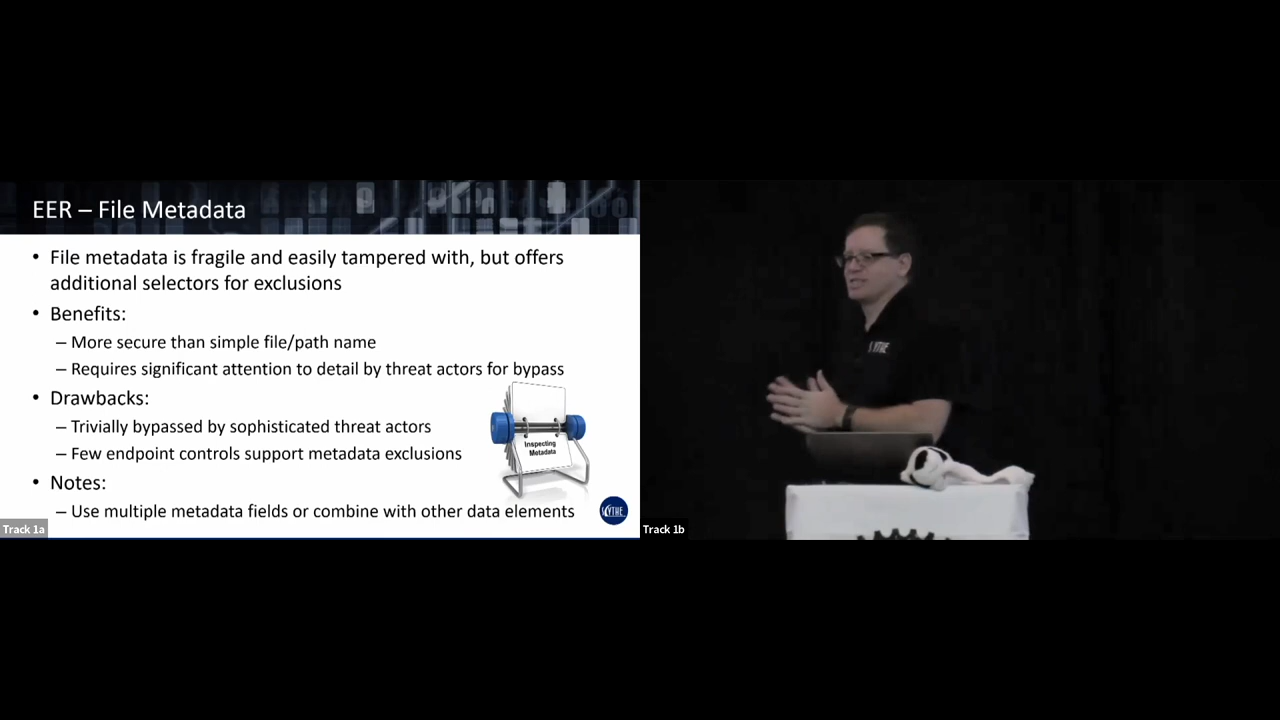 EER – File Metadata
• File metadata is fragile and easily tampered with, but offers
additional selectors for exclusions
• Benefits:
– More secure than simple file/path name
– Requires significant attention to detail by threat actors for bypass
• Drawbacks:
– Trivially bypassed by sophisticated threat actors
– Few endpoint controls support metadata exclusions
Inspecting
Metadata
• Notes:
– Use multiple metadata fields or combine with other data elements
SCYTHE
Track 1a
Track 1b